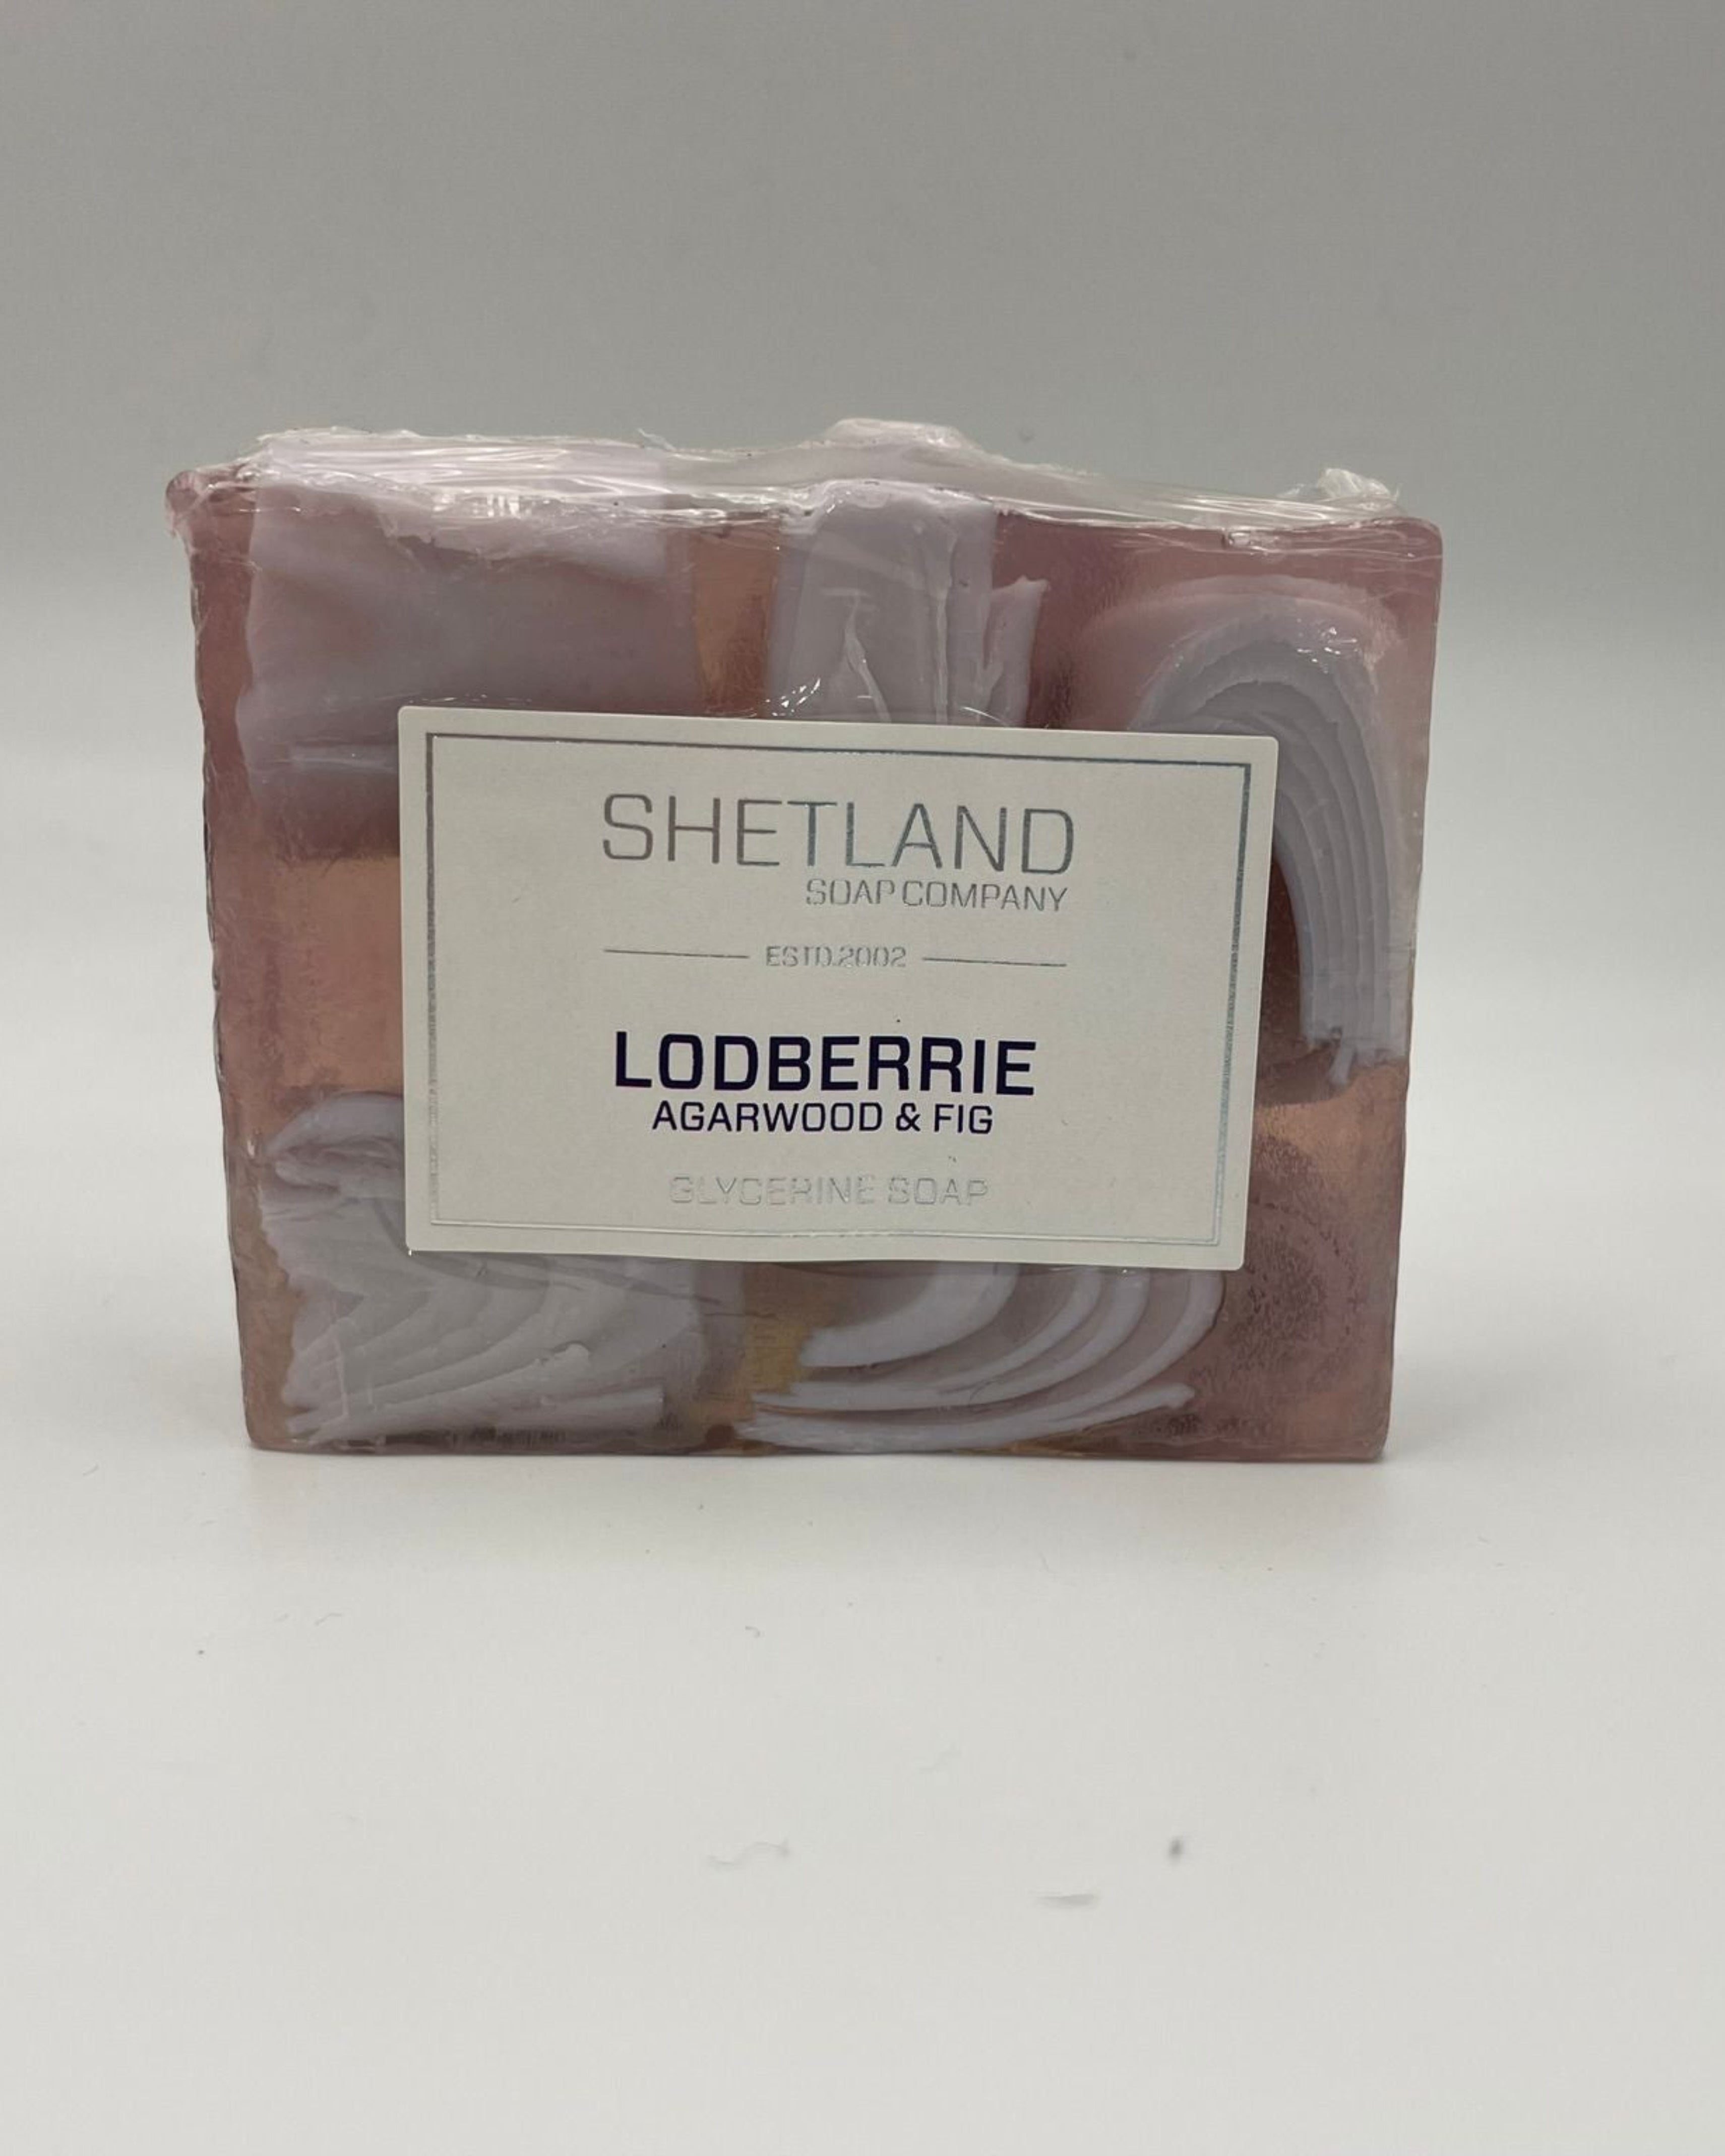 SHETLAND
SOAP COMPANY
ESTD.2002
LODBERRIE
AGARWOOD & FIG
GLYCERINE SOAP